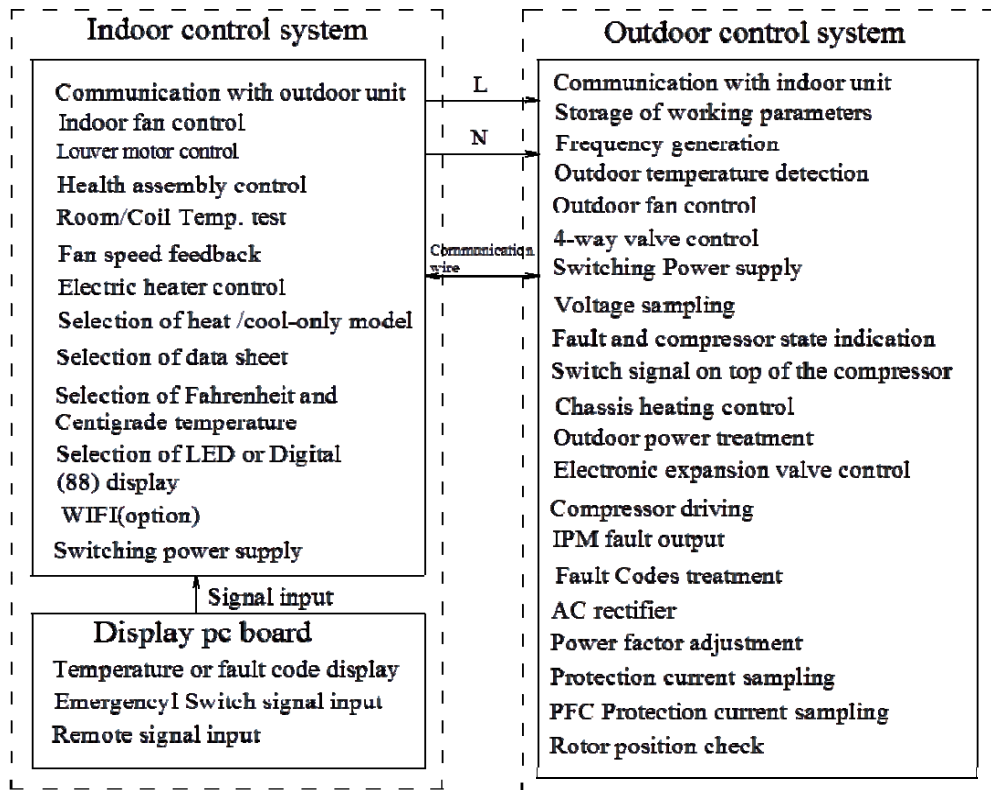 Indoor control system
Communication with outdoor unit
Indoor fan control
Louver motor control
Health assembly control
Room/Coil Temp. test
Fan speed feedback
Electric heater control
Selection of heat /cool-only model
Selection of data sheet
Selection of Fahrenheit and
Centigrade temperature
Selection of LED or Digital
(88) display
WIFI(option)
Switching power supply
Signal input
Display pc board
Temperature or fault code display
EmergencyI Switch signal input
Remote signal input
L
N
Communication
wire
Outdoor control system
Communication with indoor unit
Storage of working parameters
Frequency generation
Outdoor temperature detection
Outdoor fan control
4-way valve control
Switching Power supply
Voltage sampling
Fault and compressor state indication
Switch signal on top of the compressor
Chassis heating control
Outdoor power treatment
Electronic expansion valve control
Compressor driving
IPM fault output
Fault Codes treatment
AC rectifier
Power factor adjustment
Protection current sampling
PFC Protection current sampling
Rotor position check